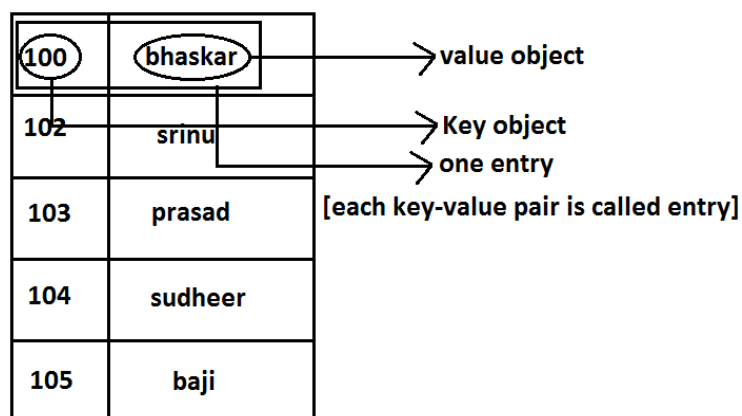 100 bhaskar value object
102 srinu Key object
one entry
103 prasad [each key-value pair is called entry]
104 sudheer
105 baji